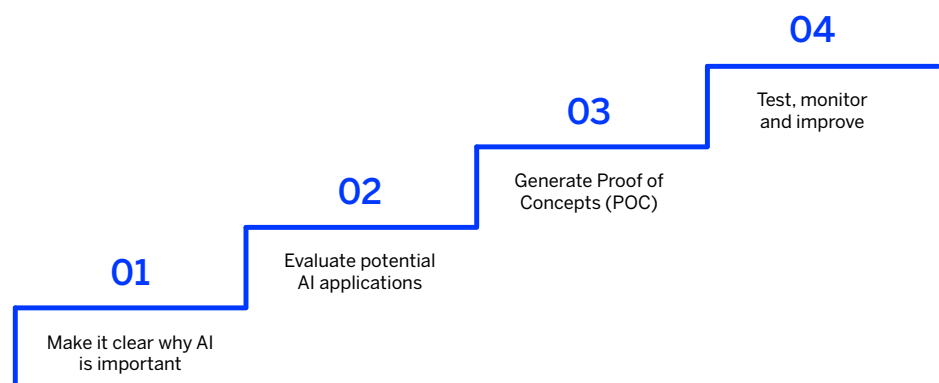 01
Make it clear why AI
is important
02
Evaluate potential
AI applications
03
Generate Proof of
Concepts (POC)
04
Test, monitor
and improve